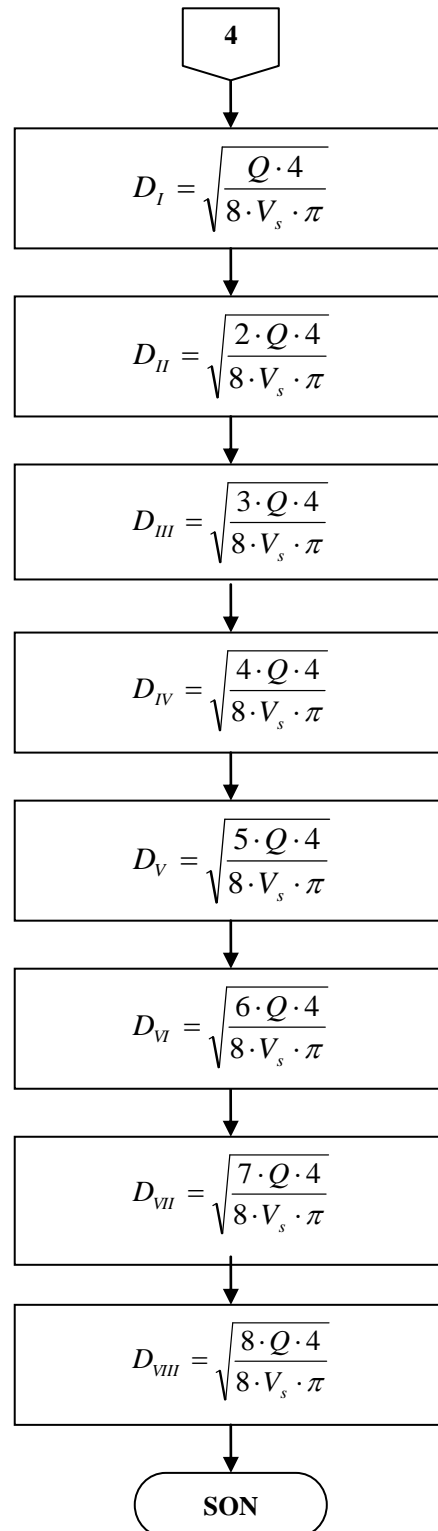 4
D_I = √(Q · 4 / 8 · V_s · π)
D_II = √(2 · Q · 4 / 8 · V_s · π)
D_III = √(3 · Q · 4 / 8 · V_s · π)
D_IV = √(4 · Q · 4 / 8 · V_s · π)
D_V = √(5 · Q · 4 / 8 · V_s · π)
D_VI = √(6 · Q · 4 / 8 · V_s · π)
D_VII = √(7 · Q · 4 / 8 · V_s · π)
D_VIII = √(8 · Q · 4 / 8 · V_s · π)
SON